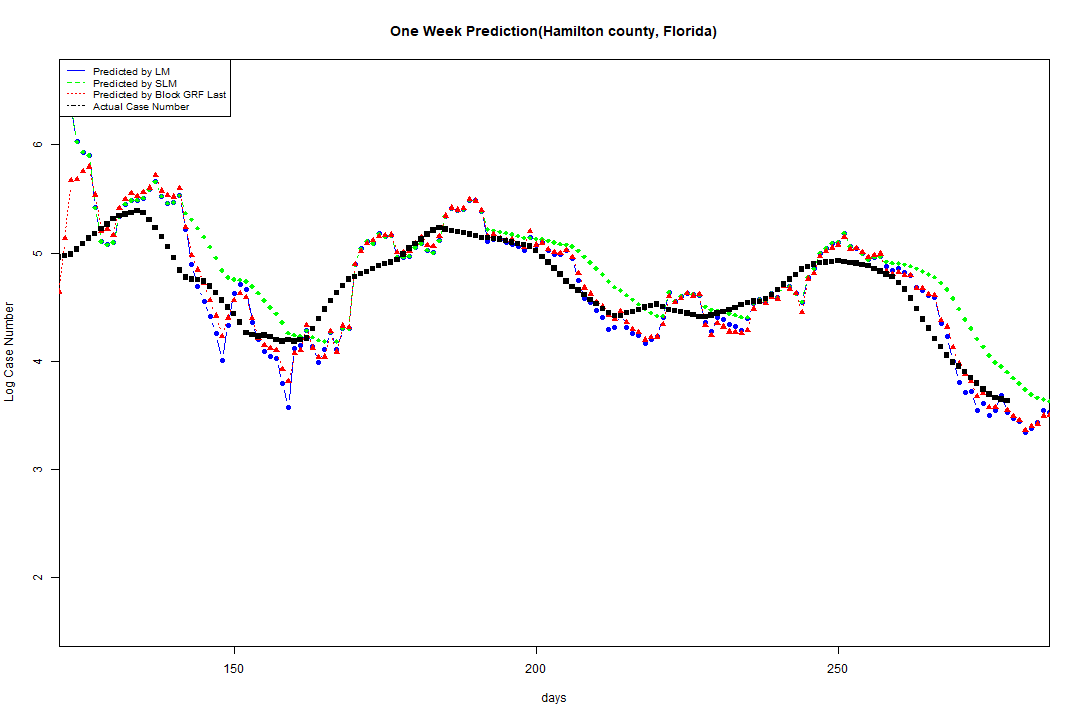 One Week Prediction(Hamilton county, Florida)
Predicted by LM
Predicted by SLM
Predicted by Block GRF Last
Actual Case Number
6
5
4
3
2
Log Case Number
150
200
250
days